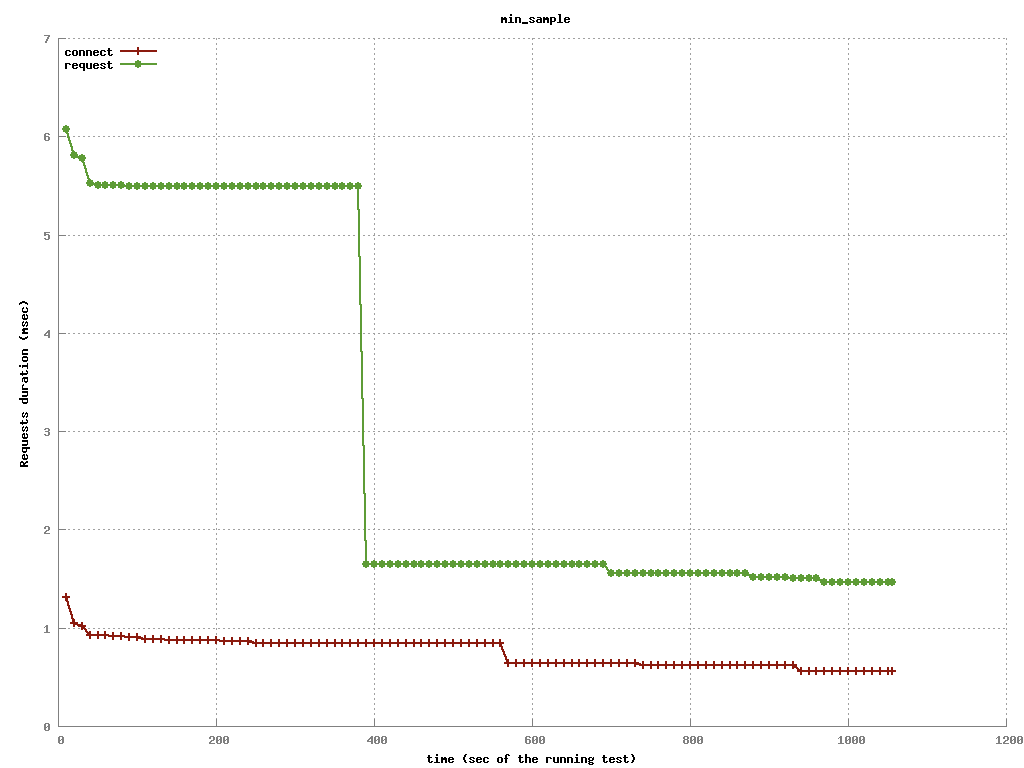 min_sample
7
connect
request
6
5
4
3
2
1
0
Requests duration (msec)
0 200 400 600 800 1000 1200
time (sec of the running test)